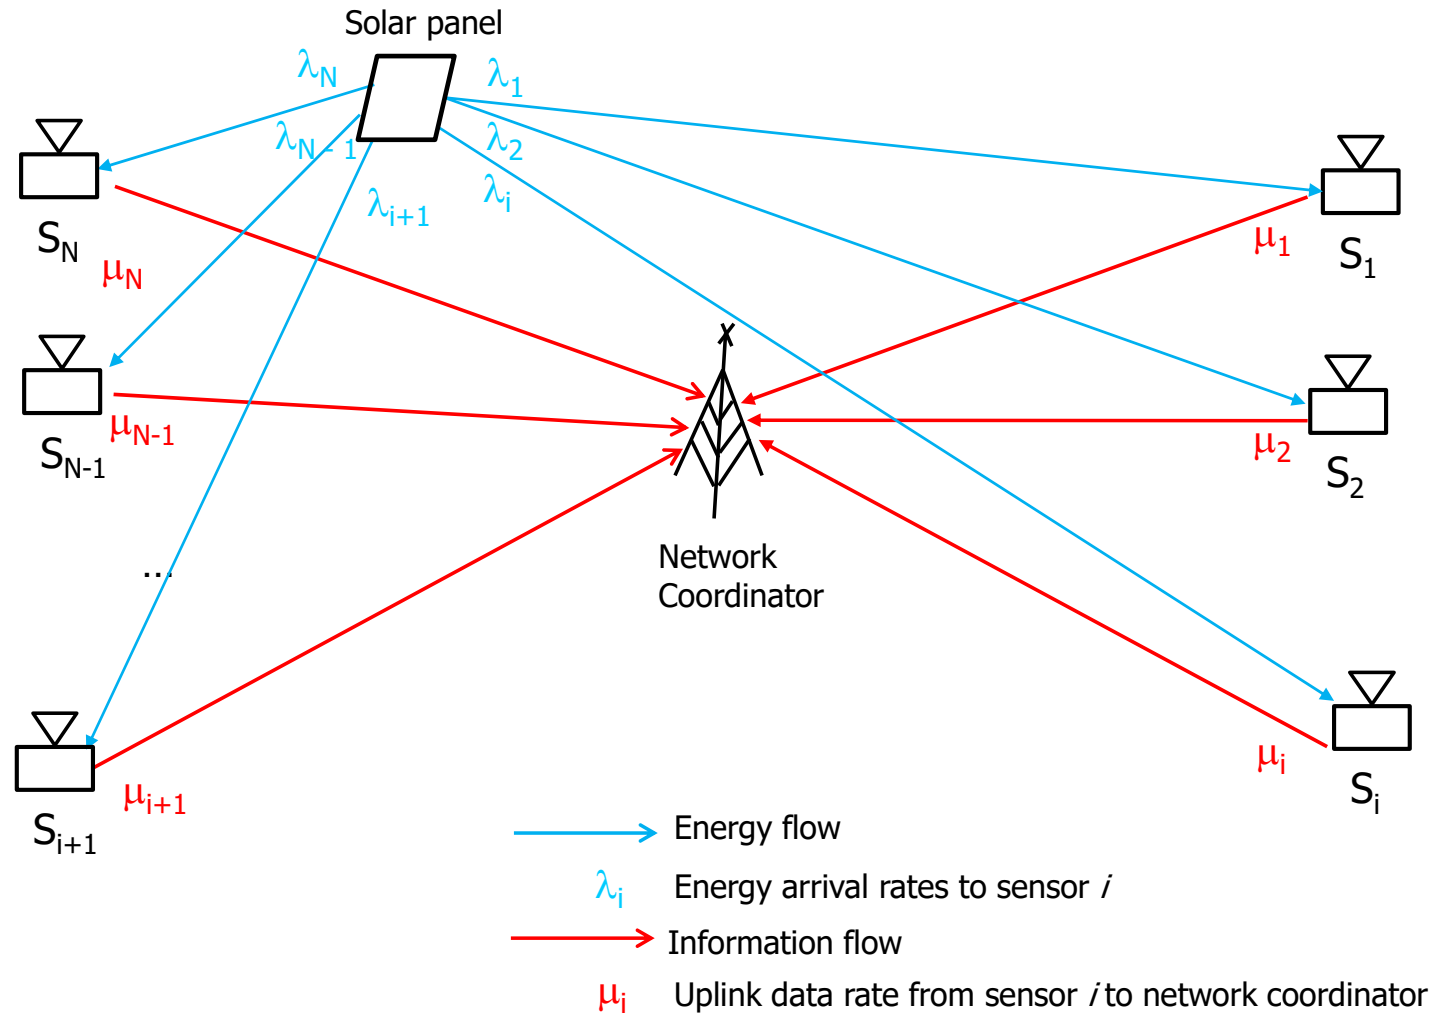 Solar panel
λN
λ1
λN - 1
λ2
λi
λi+1
SN
μN
μ1
S1
μN-1
SN-1
μ2
S2
...
Network
Coordinator
μi
Si
μi+1
Si+1
Energy flow
λi Energy arrival rates to sensor i
Information flow
μi Uplink data rate from sensor i to network coordinator